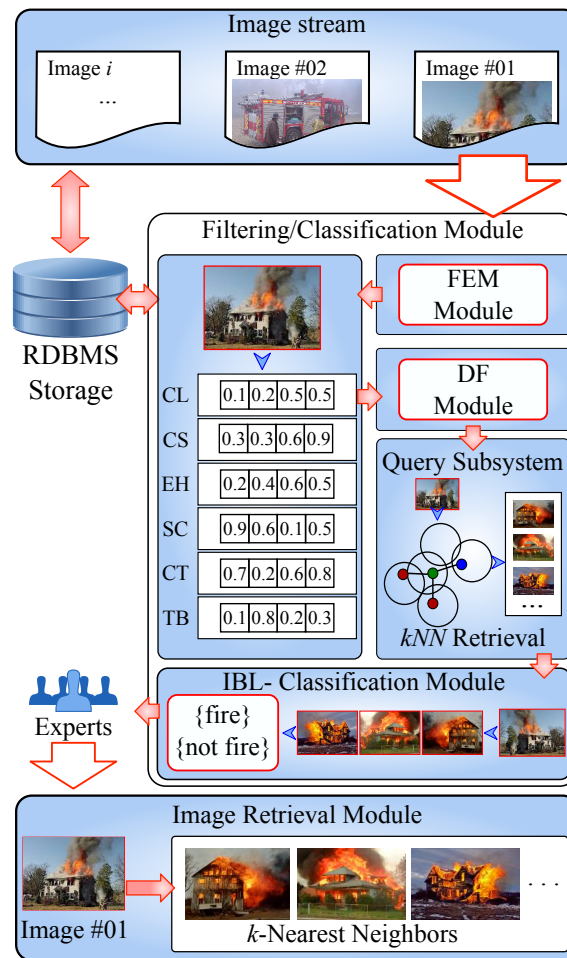 Image stream
Image i
...
Image #02
Image #01
Filtering/Classification Module
RDBMS
Storage
FEM
Module
CL 0.1 0.2 0.5 0.5
CS 0.3 0.3 0.6 0.9
EH 0.2 0.4 0.6 0.5
SC 0.9 0.6 0.1 0.5
CT 0.7 0.2 0.6 0.8
TB 0.1 0.8 0.2 0.3
DF
Module
Query Subsystem
...
kNN Retrieval
IBL- Classification Module
{fire}
{not fire}
Experts
Image Retrieval Module
Image #01
. . .
k-Nearest Neighbors